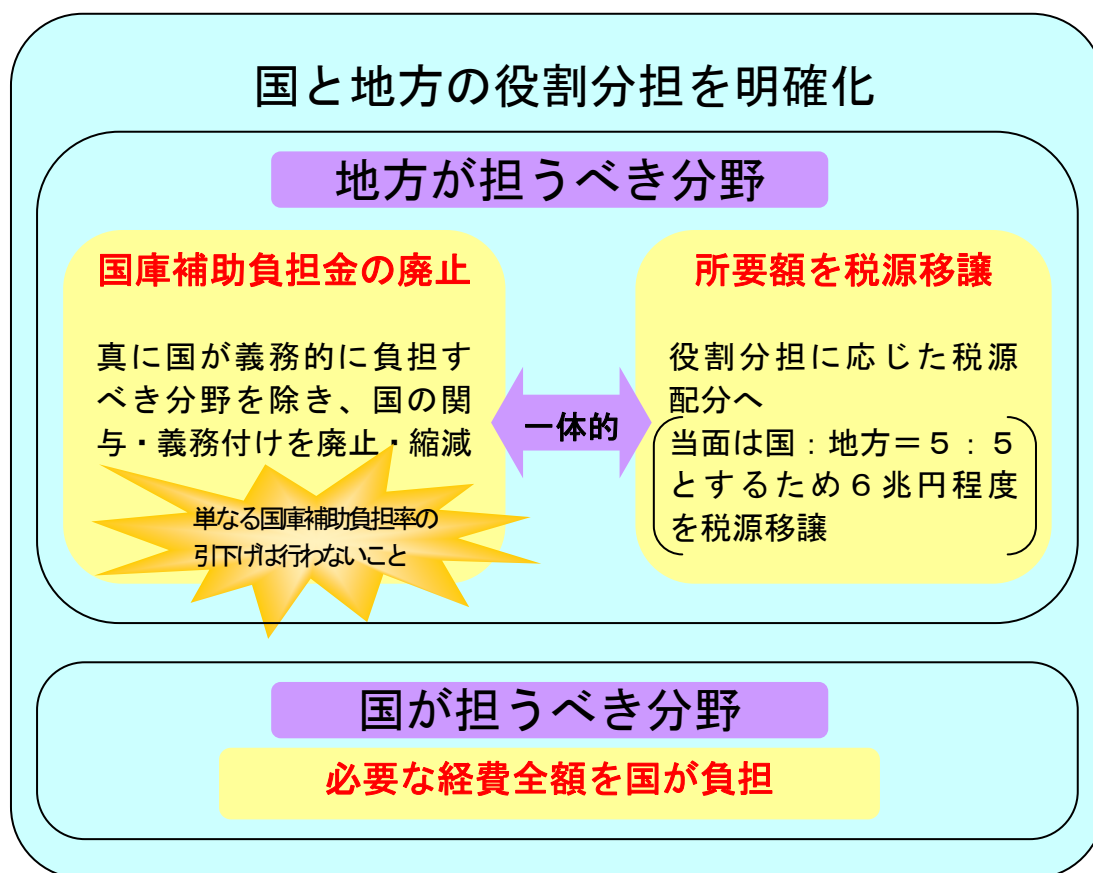 国と地方の役割分担を明確化
地方が担うべき分野
国庫補助負担金の廃止
真に国が義務的に負担す
べき分野を除き、国の関
与・義務付けを廃止・縮減
単なる国庫補助負担率の
引下げは行わないこと
一体的
所要額を税源移譲
役割分担に応じた税源
配分へ
当面は国：地方＝５：５
とするため６兆円程度
を税源移譲
国が担うべき分野
必要な経費全額を国が負担